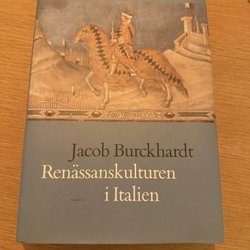 Jacob Burckhardt
Renässanskulturen
i Italien